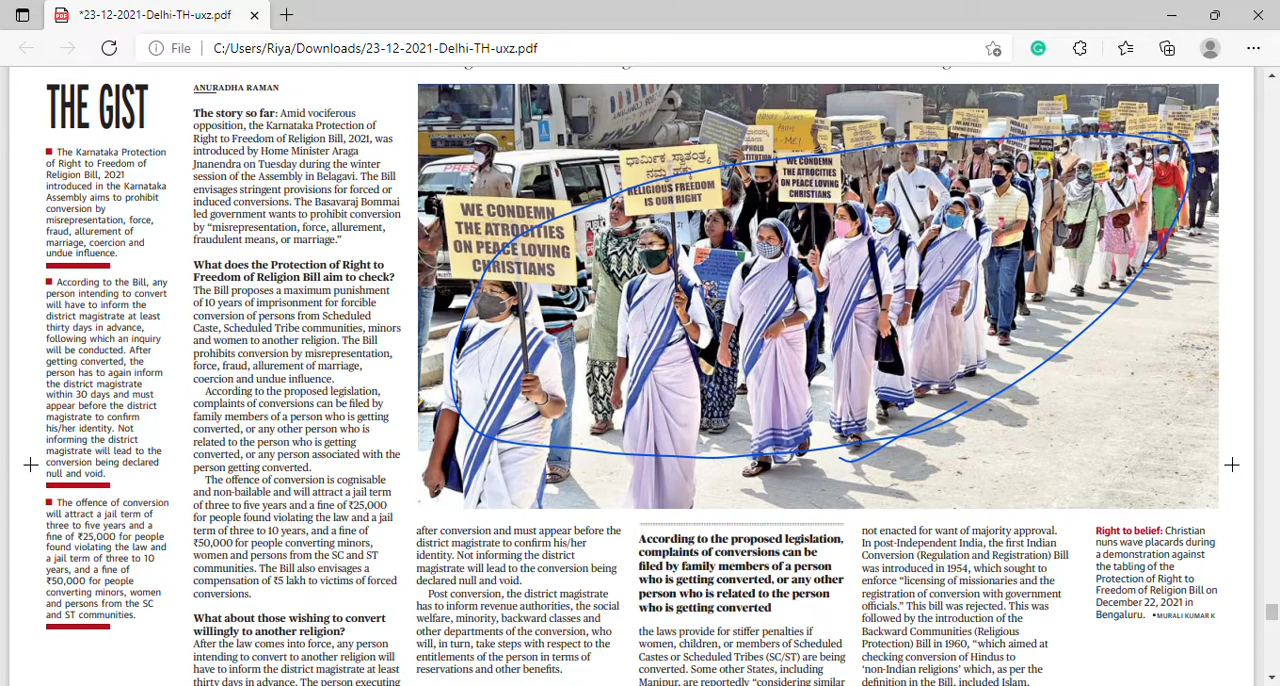 *23-12-2021-Delhi-TH-uxz.pdf
File
C:/Users/Riya/Downloads/23-12-2021-Delhi-TH-uxz.pdf
THE GIST
■ The Karnataka Protection
of Right to Freedom of
Religion Bill, 2021
introduced in the Karnataka
Assembly aims to prohibit
conversion by
misrepresentation, force,
fraud, allurement of
marriage, coercion and
undue influence.
■ According to the Bill, any
person intending to convert
will have to inform the
district magistrate at least
thirty days in advance,
following which an inquiry
will be conducted. After
getting converted, the
person has to again inform
the district magistrate
within 30 days and must
appear before the district
magistrate to confirm
his/her identity. Not
informing the district
magistrate will lead to the
conversion being declared
null and void.
■ The offence of conversion
will attract a jail term of
three to five years and a
fine of ₹25,000 for people
found violating the law and
a jail term of three to 10
years, and a fine of
₹50,000 for people
converting minors, women
and persons from the SC
and ST communities.
ANURADHA RAMAN
The story so far: Amid vociferous
opposition, the Karnataka Protection of
Right to Freedom of Religion Bill, 2021, was
introduced by Home Minister Araga
Jnanendra on Tuesday during the winter
session of the Assembly in Belagavi. The Bill
envisages stringent provisions for forced or
induced conversions. The Basavaraj Bommai
led government wants to prohibit conversion
by “misrepresentation, force, allurement,
fraudulent means, or marriage.”
What does the Protection of Right to
Freedom of Religion Bill aim to check?
The Bill proposes a maximum punishment
of 10 years of imprisonment for forcible
conversion of persons from Scheduled
Caste, Scheduled Tribe communities, minors
and women to another religion. The Bill
prohibits conversion by misrepresentation,
force, fraud, allurement of marriage,
coercion and undue influence.
According to the proposed legislation,
complaints of conversions can be filed by
family members of a person who is getting
converted, or any other person who is
related to the person who is getting
converted, or any person associated with the
person getting converted.
The offence of conversion is cognisable
and non-bailable and will attract a jail term
of three to five years and a fine of ₹25,000
for people found violating the law and a jail
term of three to 10 years, and a fine of
₹50,000 for people converting minors,
women and persons from the SC and ST
communities. The Bill also envisages a
compensation of ₹5 lakh to victims of forced
conversions.
What about those wishing to convert
willingly to another religion?
After the law comes into force, any person
intending to convert to another religion will
have to inform the district magistrate at least
thirty days in advance. The person executing
PRESS
WE CONDEMN
THE ATROCITIES
ON PEACE LOVING
CHRISTIANS
ಧಾರ್ಮಿಕ ಸ್ವಾತಂತ್ರ್ಯ
ನಮ್ಮ ಹಕ್ಕು
RELIGIOUS FREEDOM
IS OUR RIGHT
WE CONDEMN
THE ATROCITIES
ON PEACE LOVING
CHRISTIANS
after conversion and must appear before the
district magistrate to confirm his/her
identity. Not informing the district
magistrate will lead to the conversion being
declared null and void.
Post conversion, the district magistrate
has to inform revenue authorities, the social
welfare, minority, backward classes and
other departments of the conversion, who
will, in turn, take steps with respect to the
entitlements of the person in terms of
reservations and other benefits.
According to the proposed legislation,
complaints of conversions can be
filed by family members of a person
who is getting converted, or any other
person who is related to the person
who is getting converted
the laws provide for stiffer penalties if
women, children, or members of Scheduled
Castes or Scheduled Tribes (SC/ST) are being
converted. Some other States, including
Manipur, are reportedly “considering similar
not enacted for want of majority approval.
In post-Independent India, the first Indian
Conversion (Regulation and Registration) Bill
was introduced in 1954, which sought to
enforce “licensing of missionaries and the
registration of conversion with government
officials.” This bill was rejected. This was
followed by the introduction of the
Backward Communities (Religious
Protection) Bill in 1960, “which aimed at
checking conversion of Hindus to
‘non-Indian religions’ which, as per the
definition in the Bill, included Islam,
Right to belief: Christian
nuns wave placards during
a demonstration against
the tabling of the
Protection of Right to
Freedom of Religion Bill on
December 22, 2021 in
Bengaluru. •MURALI KUMAR K